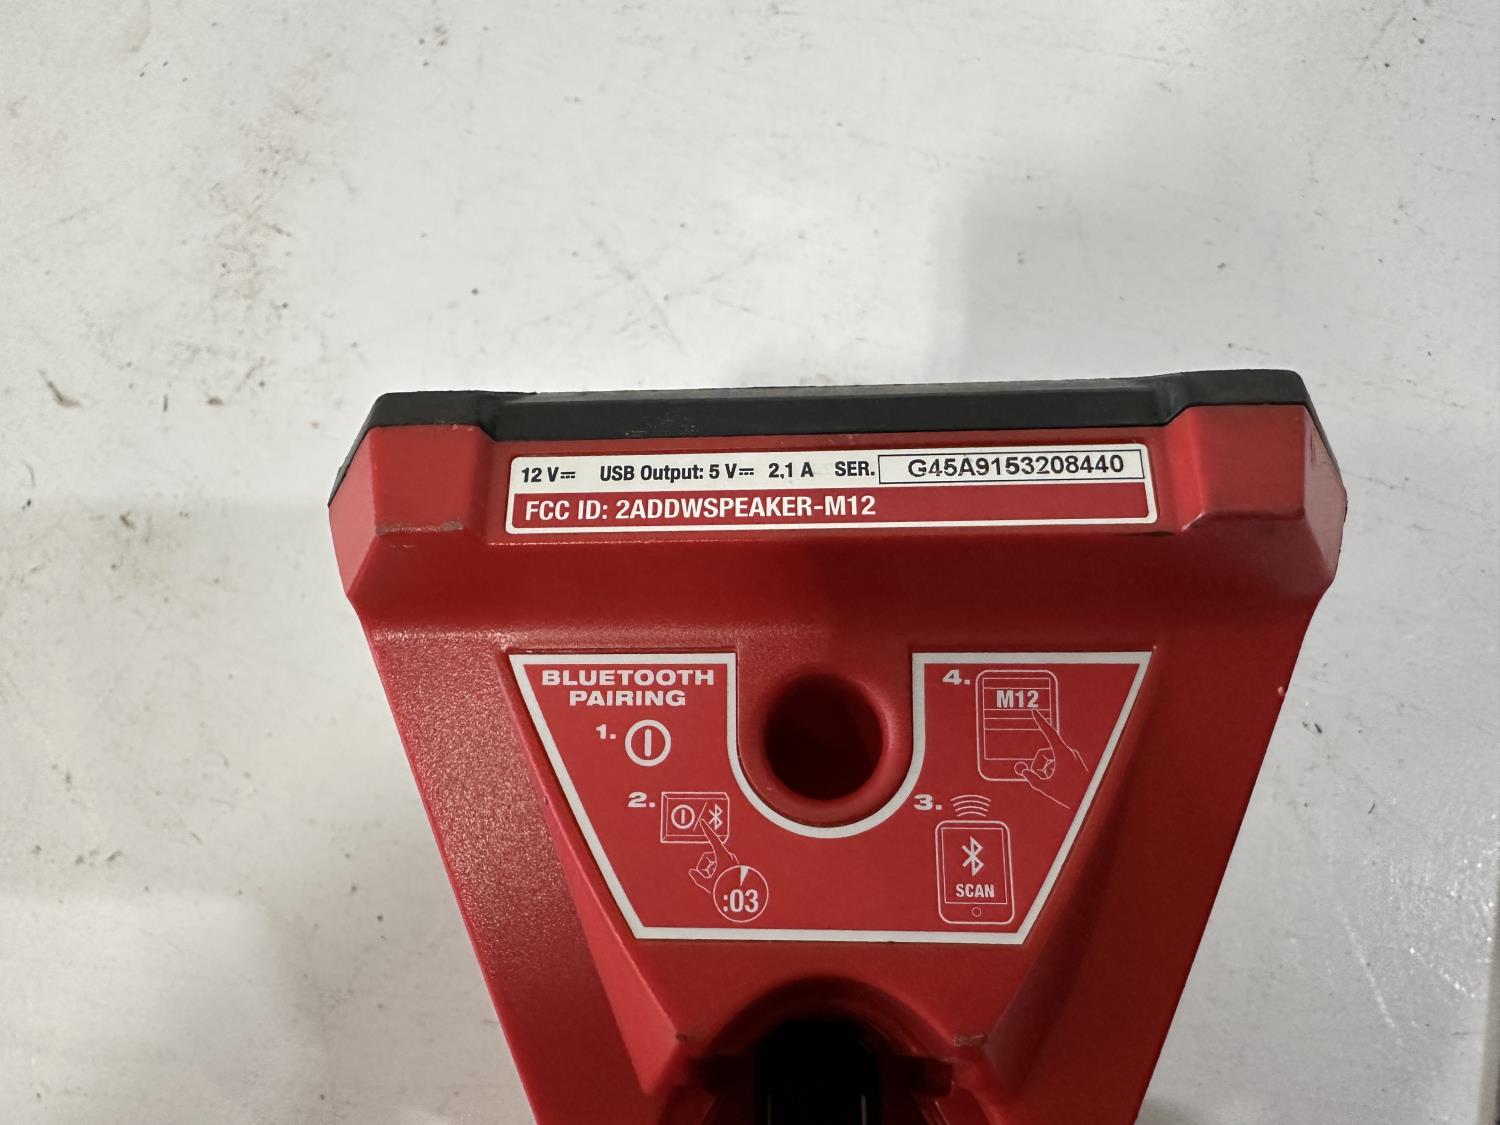 12 V⎓ USB Output: 5 V⎓ 2,1 A SER. G45A9153208440
FCC ID: 2ADDWSPEAKER-M12
BLUETOOTH
PAIRING
1.
2.
:03
3.
SCAN
4.
M12